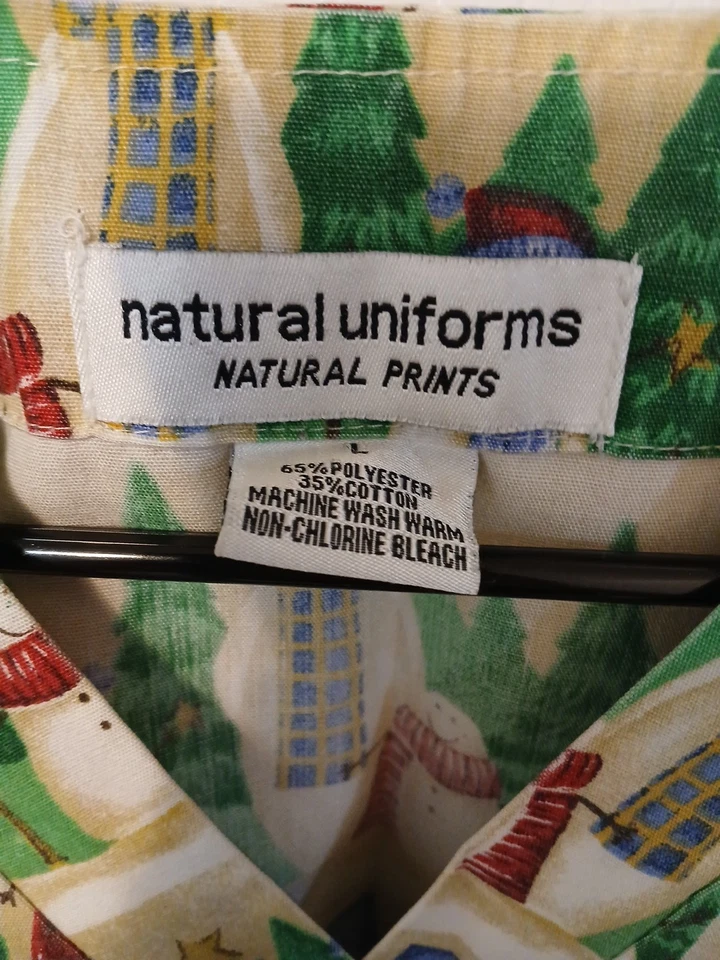 natural uniforms
NATURAL PRINTS
L
65%POLYESTER
35%COTTON
MACHINE WASH WARM
NON-CHLORINE BLEACH